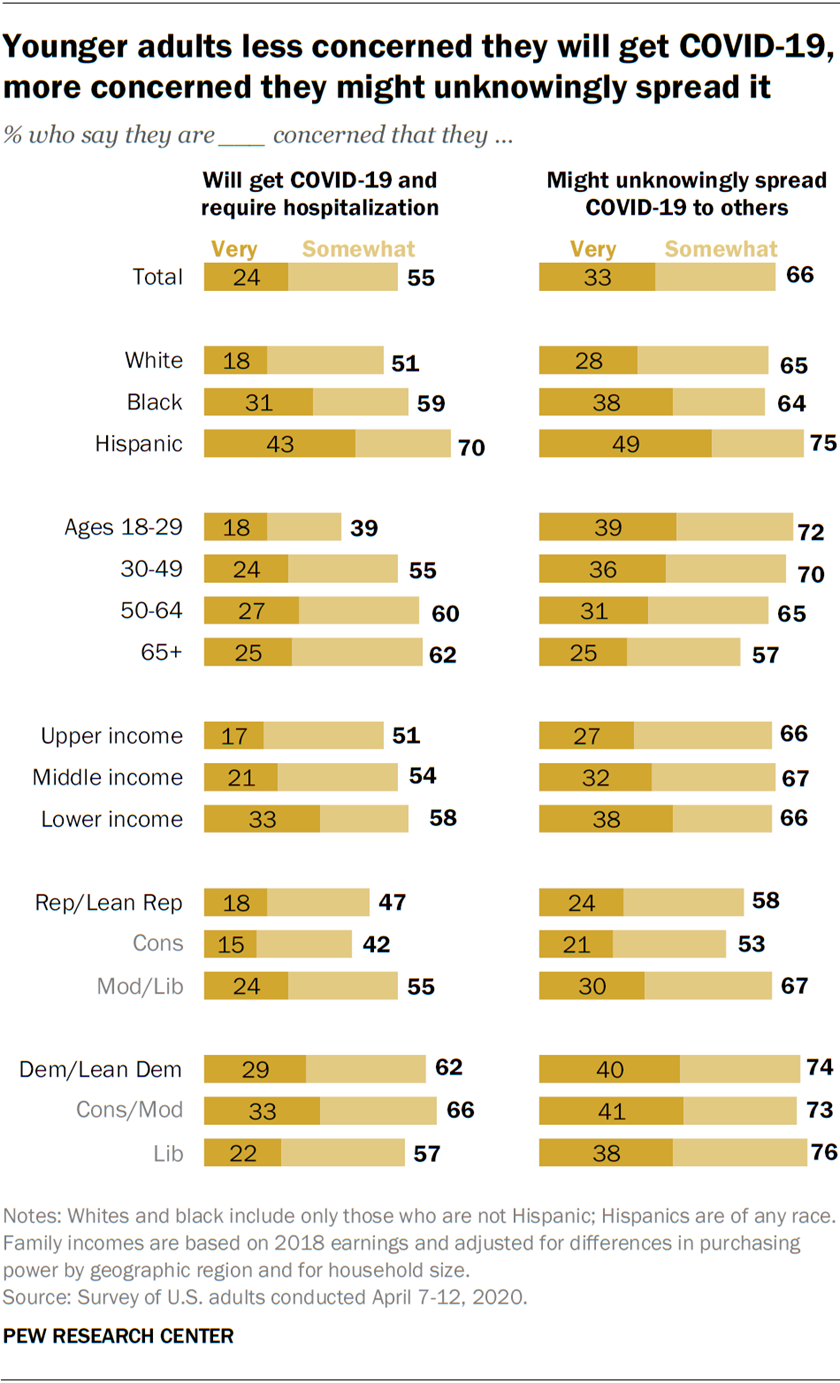 Younger adults less concerned they will get COVID-19,
more concerned they might unknowingly spread it
% who say they are ___ concerned that they ...
Will get COVID-19 and
require hospitalization
Might unknowingly spread
COVID-19 to others
Very Somewhat Very Somewhat
Total 24 55 33 66
White 18 51 28 65
Black 31 59 38 64
Hispanic 43 70 49 75
Ages 18-29 18 39 39 72
30-49 24 55 36 70
50-64 27 60 31 65
65+ 25 62 25 57
Upper income 17 51 27 66
Middle income 21 54 32 67
Lower income 33 58 38 66
Rep/Lean Rep 18 47 24 58
Cons 15 42 21 53
Mod/Lib 24 55 30 67
Dem/Lean Dem 29 62 40 74
Cons/Mod 33 66 41 73
Lib 22 57 38 76
Notes: Whites and black include only those who are not Hispanic; Hispanics are of any race.
Family incomes are based on 2018 earnings and adjusted for differences in purchasing
power by geographic region and for household size.
Source: Survey of U.S. adults conducted April 7-12, 2020.
PEW RESEARCH CENTER